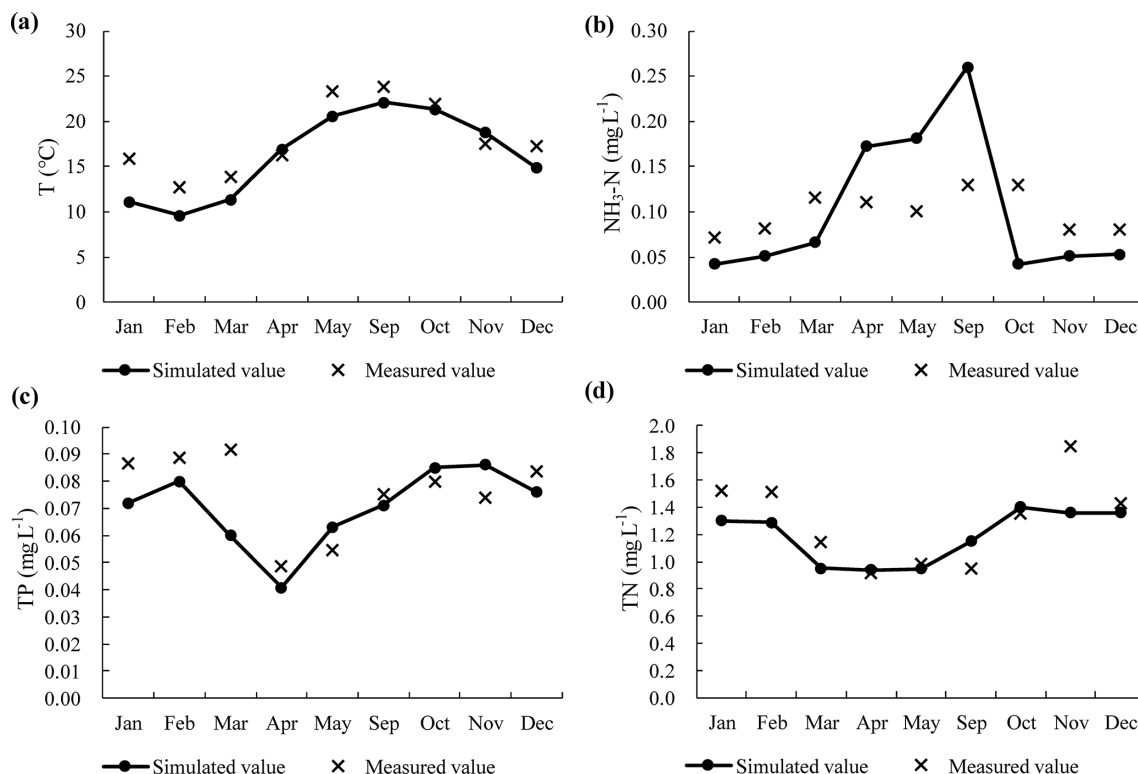 (a)
30
25
20
15
10
5
0
T (℃)
Jan Feb Mar Apr May Sep Oct Nov Dec
Simulated value Measured value
(b)
0.30
0.25
0.20
0.15
0.10
0.05
0.00
NH₃-N (mg L⁻¹)
Jan Feb Mar Apr May Sep Oct Nov Dec
Simulated value Measured value
(c)
0.10
0.09
0.08
0.07
0.06
0.05
0.04
0.03
0.02
0.01
0.00
TP (mg L⁻¹)
Jan Feb Mar Apr May Sep Oct Nov Dec
Simulated value Measured value
(d)
2.0
1.8
1.6
1.4
1.2
1.0
0.8
0.6
0.4
0.2
0.0
TN (mg L⁻¹)
Jan Feb Mar Apr May Sep Oct Nov Dec
Simulated value Measured value